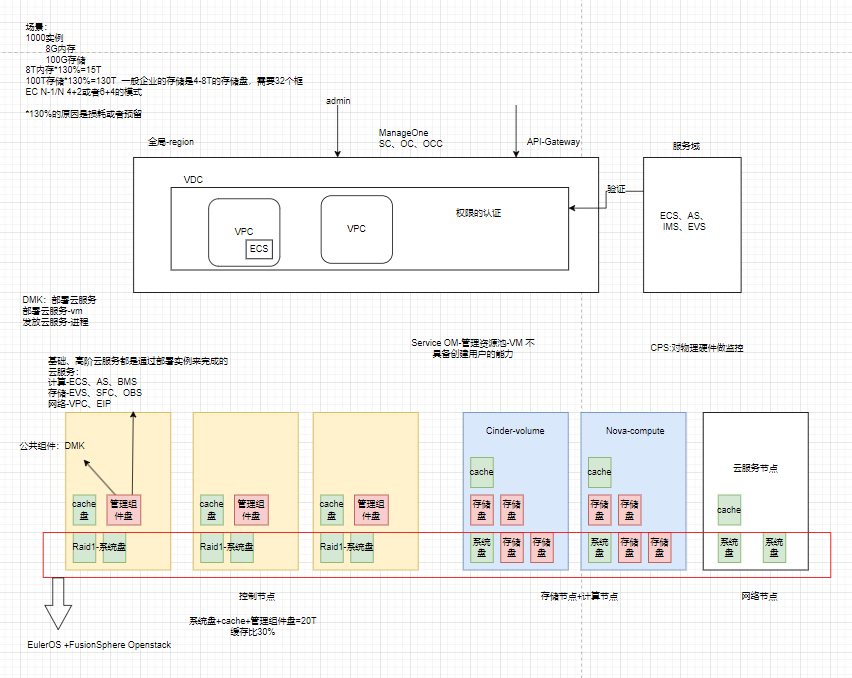 场景：
1000实例
8G内存
100G存储
8T内存*130%=15T
100T存储*130%=130T  一般企业的存储是4-8T的存储盘，需要32个框
EC N-1/N 4+2或者6+4的模式
*130%的原因是损耗或者预留
admin
ManageOne
SC、OC、OCC
API-Gateway
全局-region
服务域
VDC
验证
VPC
ECS
VPC
权限的认证
ECS、AS、
IMS、EVS
DMK：部署云服务
部署云服务-vm
发放云服务-进程
Service OM-管理资源池-VM 不
具备创建用户的能力
CPS:对物理硬件做监控
基础、高阶云服务都是通过部署实例来完成的
云服务：
计算-ECS、AS、BMS
存储-EVS、SFC、OBS
网络-VPC、EIP
公共组件：DMK
Cinder-volume
Nova-compute
云服务节点
cache
cache
cache
盘
管理组
件盘
cache
盘
管理组
件盘
cache
盘
管理组
件盘
存储
盘
存储
盘
存储
盘
存储
盘
cache
Raid1-系统盘
Raid1-系统盘
Raid1-系统盘
系统
盘
存储
盘
存储
盘
系统
盘
存储
盘
存储
盘
系统
盘
系统
盘
控制节点
存储节点+计算节点
网络节点
系统盘+cache+管理组件盘=20T
缓存比30%
EulerOS +FusionSphere Openstack